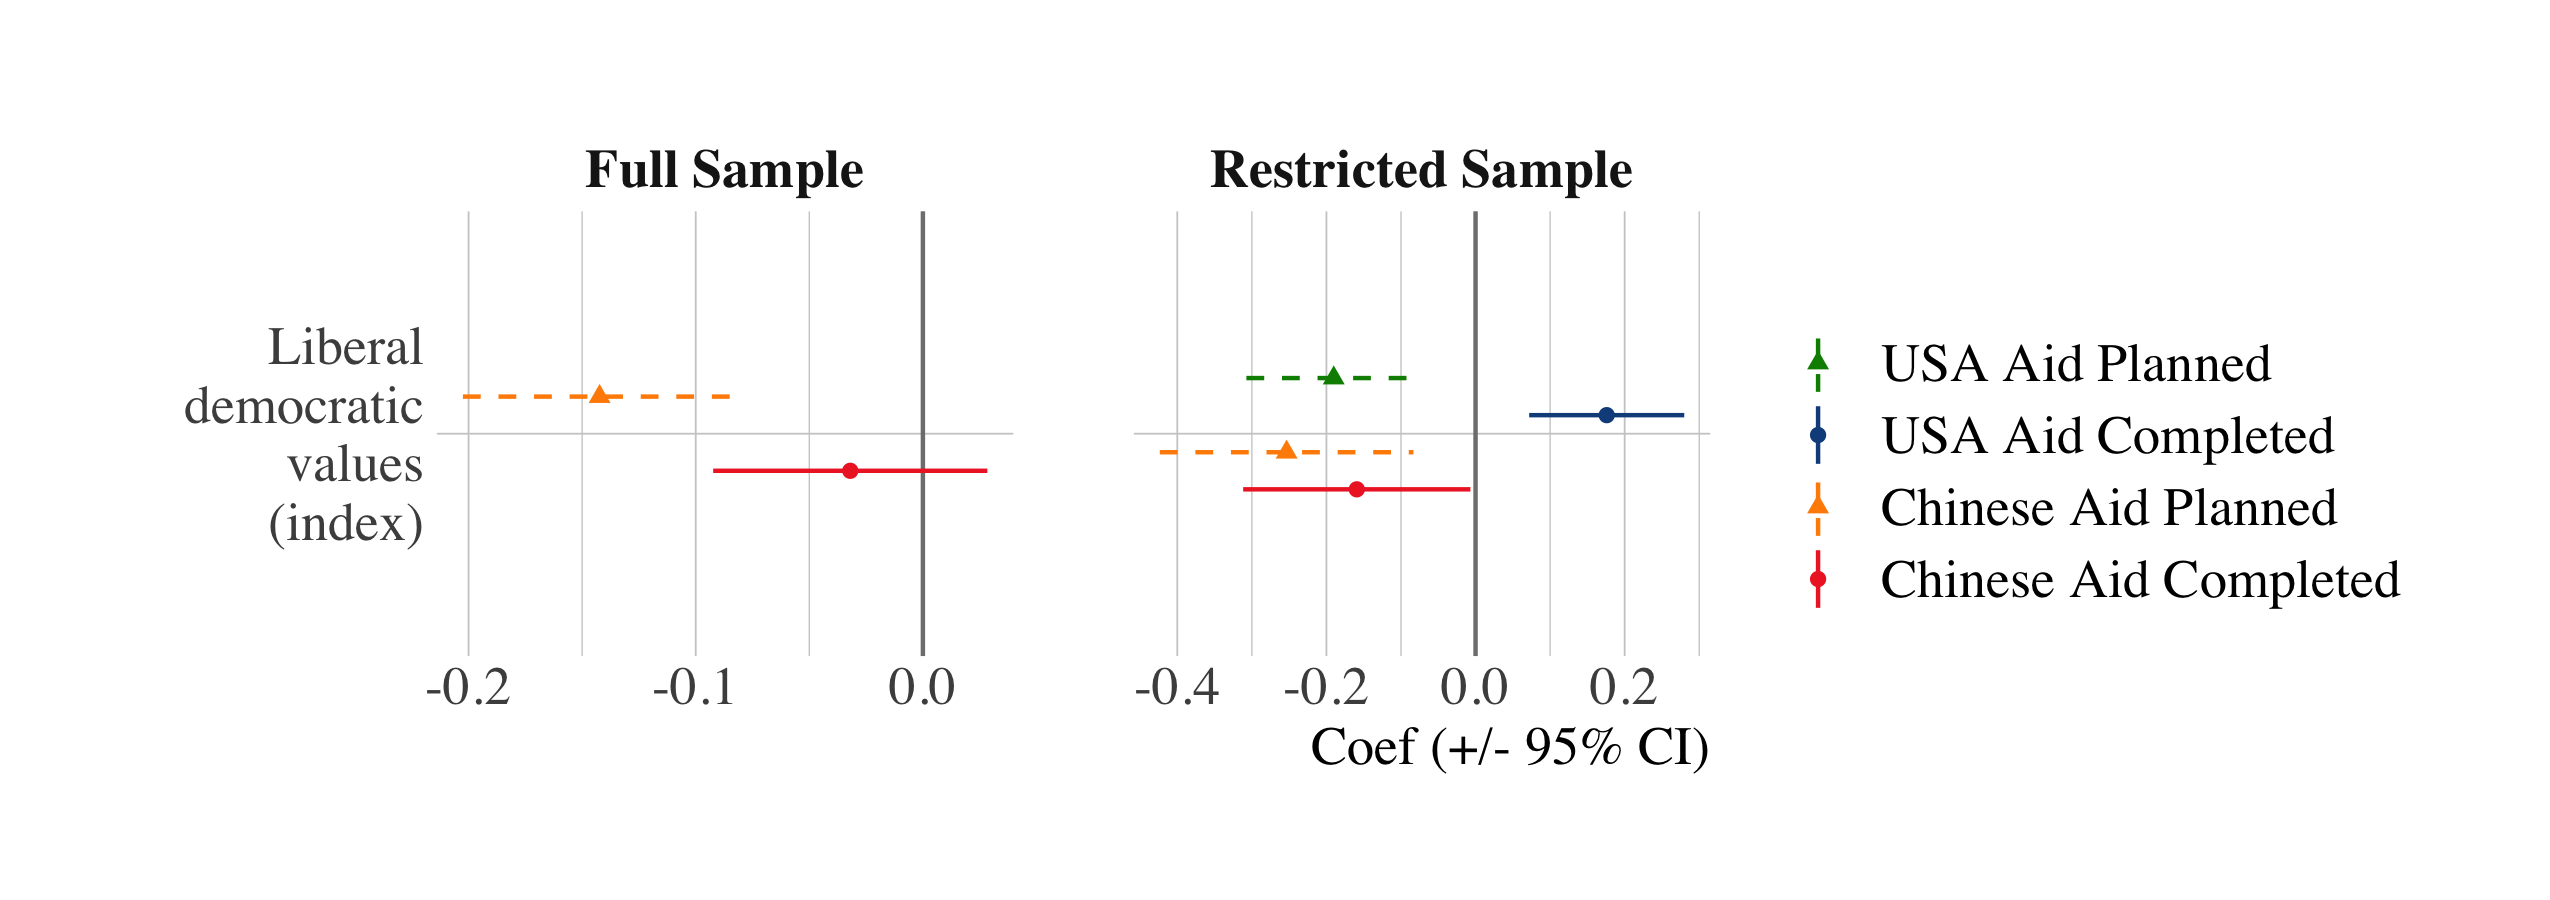 Full Sample
Restricted Sample
Liberal
democratic
values
(index)
-0.2
-0.1
0.0
-0.4
-0.2
0.0
0.2
Coef (+/- 95% CI)
USA Aid Planned
USA Aid Completed
Chinese Aid Planned
Chinese Aid Completed